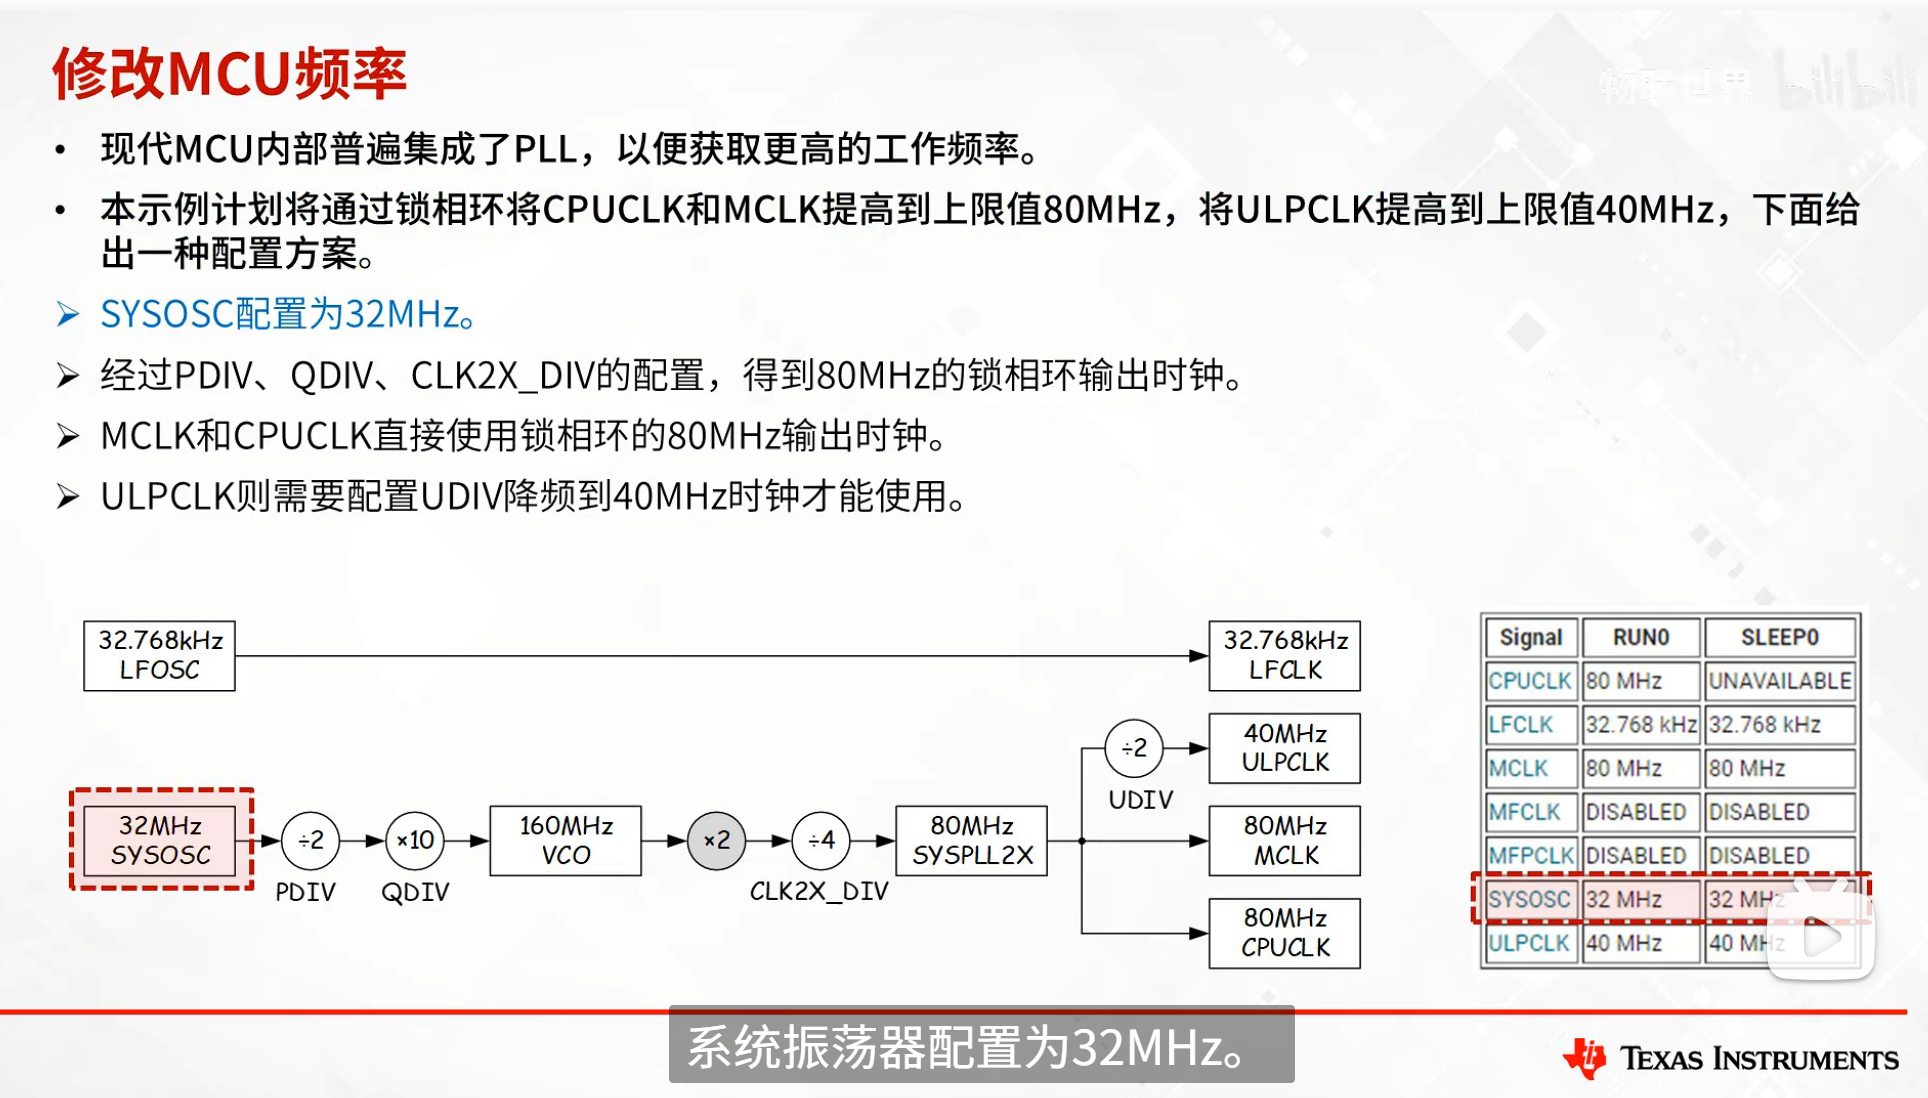 修改MCU频率
物联世界 bilibili
• 现代MCU内部普遍集成了PLL，以便获取更高的工作频率。
• 本示例计划将通过锁相环将CPUCLK和MCLK提高到上限值80MHz，将ULPCLK提高到上限值40MHz，下面给
出一种配置方案。
➢ SYSOSC配置为32MHz。
➢ 经过PDIV、QDIV、CLK2X_DIV的配置，得到80MHz的锁相环输出时钟。
➢ MCLK和CPUCLK直接使用锁相环的80MHz输出时钟。
➢ ULPCLK则需要配置UDIV降频到40MHz时钟才能使用。
32.768kHz
LFOSC
32.768kHz
LFCLK
÷2
UDIV
40MHz
ULPCLK
32MHz
SYSOSC
÷2
PDIV
×10
QDIV
160MHz
VCO
×2
÷4
CLK2X_DIV
80MHz
SYSPLL2X
80MHz
MCLK
80MHz
CPUCLK
Signal RUN0 SLEEP0
CPUCLK 80 MHz UNAVAILABLE
LFCLK 32.768 kHz 32.768 kHz
MCLK 80 MHz 80 MHz
MFCLK DISABLED DISABLED
MFPCLK DISABLED DISABLED
SYSOSC 32 MHz 32 MHz
ULPCLK 40 MHz 40 MHz
系统振荡器配置为32MHz。
TEXAS INSTRUMENTS